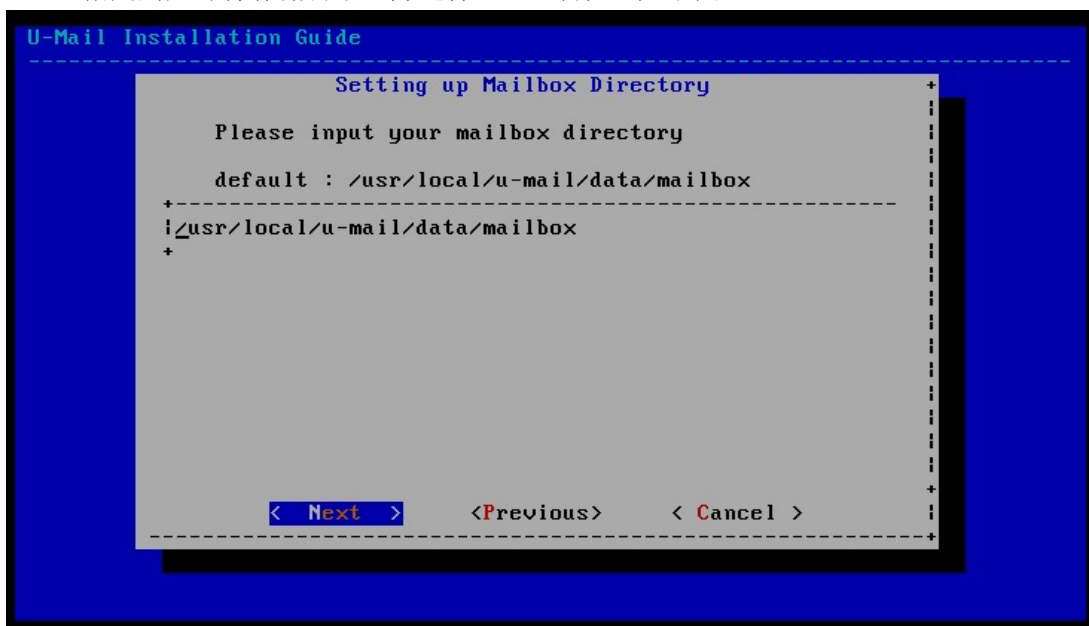 U-Mail Installation Guide
Setting up Mailbox Directory
Please input your mailbox directory
default : /usr/local/u-mail/data/mailbox
/usr/local/u-mail/data/mailbox
< Next > <Previous> < Cancel >